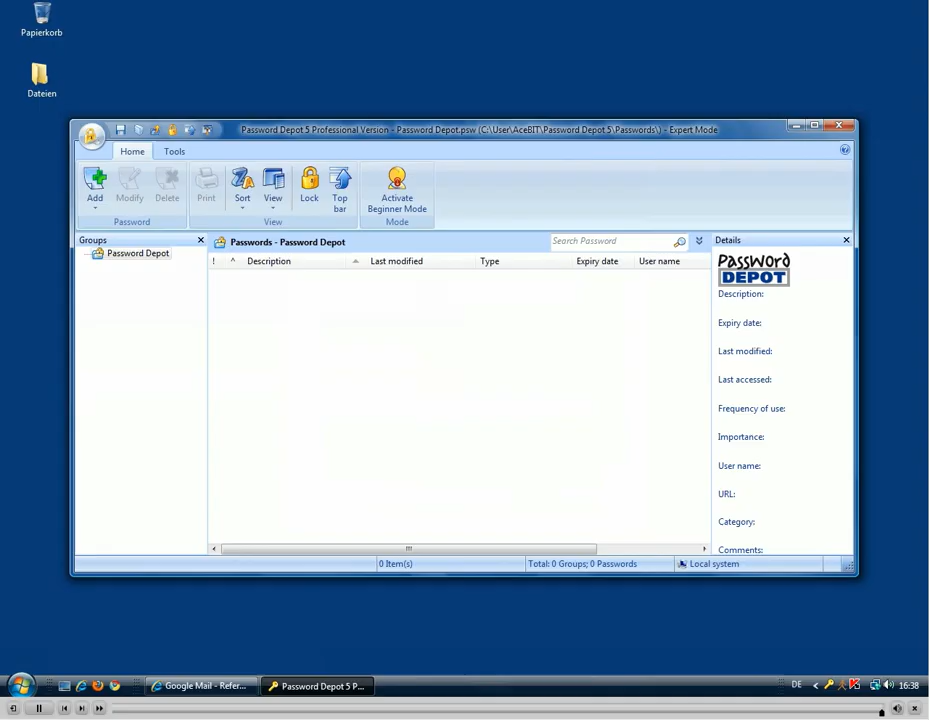 Papierkorb
Dateien
Password Depot 5 Professional Version - Password Depot.psw (C:\User\AceBIT\Password Depot 5\Passwords\) - Expert Mode
Home Tools
Add Modify Delete Print Sort View Lock Top bar Activate Beginner Mode
Password View Mode
Groups
Passwords - Password Depot
Search Password
Details
Password Depot
! ^ Description Last modified Type Expiry date User name
PASSWORD DEPOT
Description:
Expiry date:
Last modified:
Last accessed:
Frequency of use:
Importance:
User name:
URL:
Category:
Comments:
0 Item(s) Total: 0 Groups; 0 Passwords Local system
Google Mail - Refer... Password Depot 5 P... DE 16:38